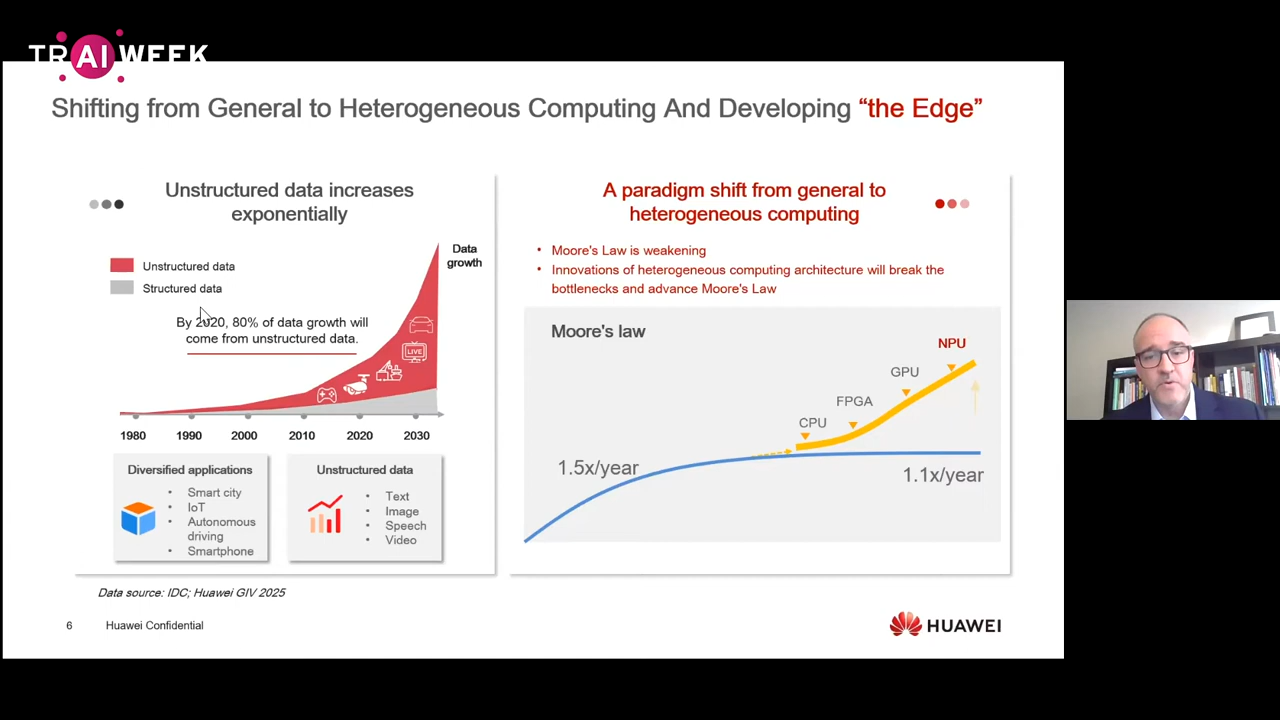 TRAI WEEK
Shifting from General to Heterogeneous Computing And Developing “the Edge”
Unstructured data increases
exponentially
Unstructured data
Structured data
By 2020, 80% of data growth will
come from unstructured data.
Data
growth
LIVE
1980
1990
2000
2010
2020
2030
Diversified applications
• Smart city
• IoT
• Autonomous
driving
• Smartphone
Unstructured data
• Text
• Image
• Speech
• Video
A paradigm shift from general to
heterogeneous computing
• Moore's Law is weakening
• Innovations of heterogeneous computing architecture will break the
bottlenecks and advance Moore's Law
Moore's law
NPU
GPU
FPGA
CPU
1.5x/year
1.1x/year
Data source: IDC; Huawei GIV 2025
6
Huawei Confidential
HUAWEI